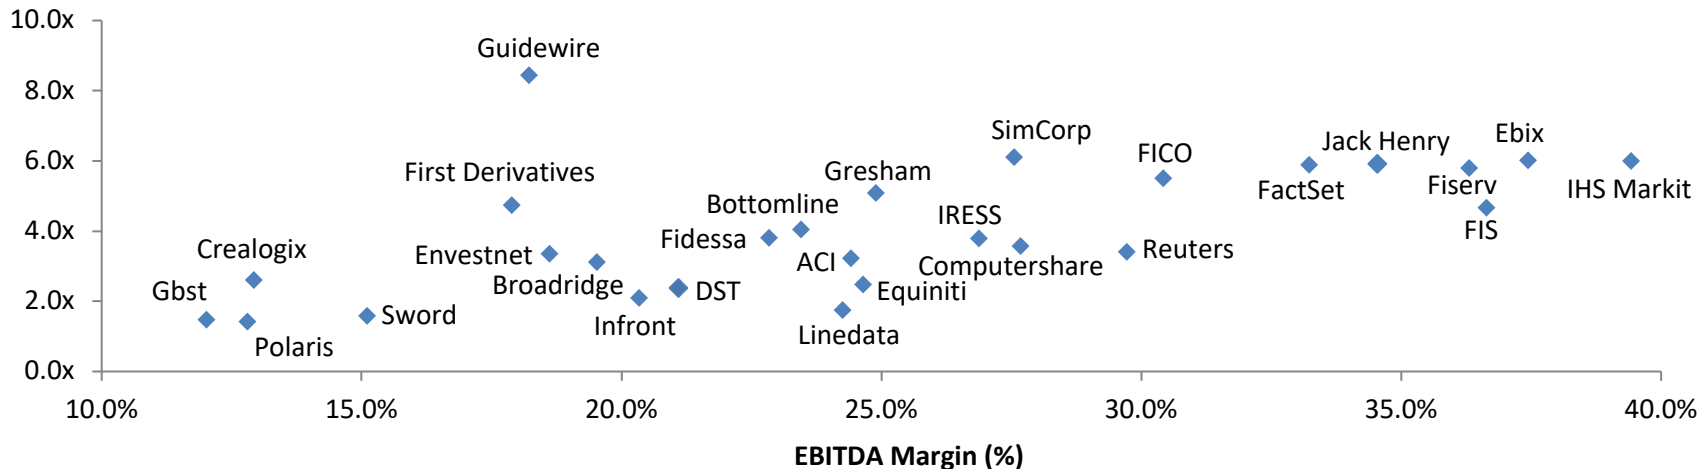 10.0x
Guidewire
8.0x
SimCorp
Ebix
Jack Henry
FICO
6.0x
Gresham
First Derivatives
FactSet
Fiserv
IHS Markit
Bottomline
IRESS
FIS
4.0x
Fidessa
Crealogix
Envestnet
Reuters
ACI
Computershare
Gbst
Broadridge
DST
Equiniti
2.0x
Sword
Infront
Linedata
Polaris
0.0x
10.0%
15.0%
20.0%
25.0%
30.0%
35.0%
40.0%
EBITDA Margin (%)